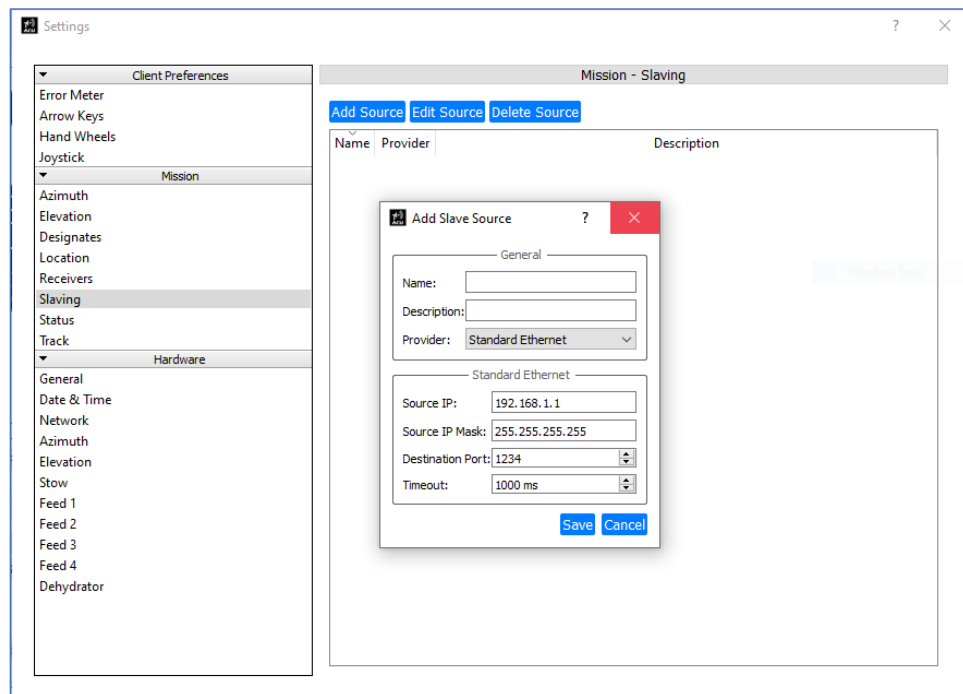 Settings
Client Preferences
Error Meter
Arrow Keys
Hand Wheels
Joystick
Mission
Azimuth
Elevation
Designates
Location
Receivers
Slaving
Status
Track
Hardware
General
Date & Time
Network
Azimuth
Elevation
Stow
Feed 1
Feed 2
Feed 3
Feed 4
Dehydrator
Mission - Slaving
Add Source Edit Source Delete Source
Name Provider Description
Add Slave Source ?
General
Name:
Description:
Provider: Standard Ethernet
Standard Ethernet
Source IP: 192.168.1.1
Source IP Mask: 255.255.255.255
Destination Port: 1234
Timeout: 1000 ms
Save Cancel
Window Snip